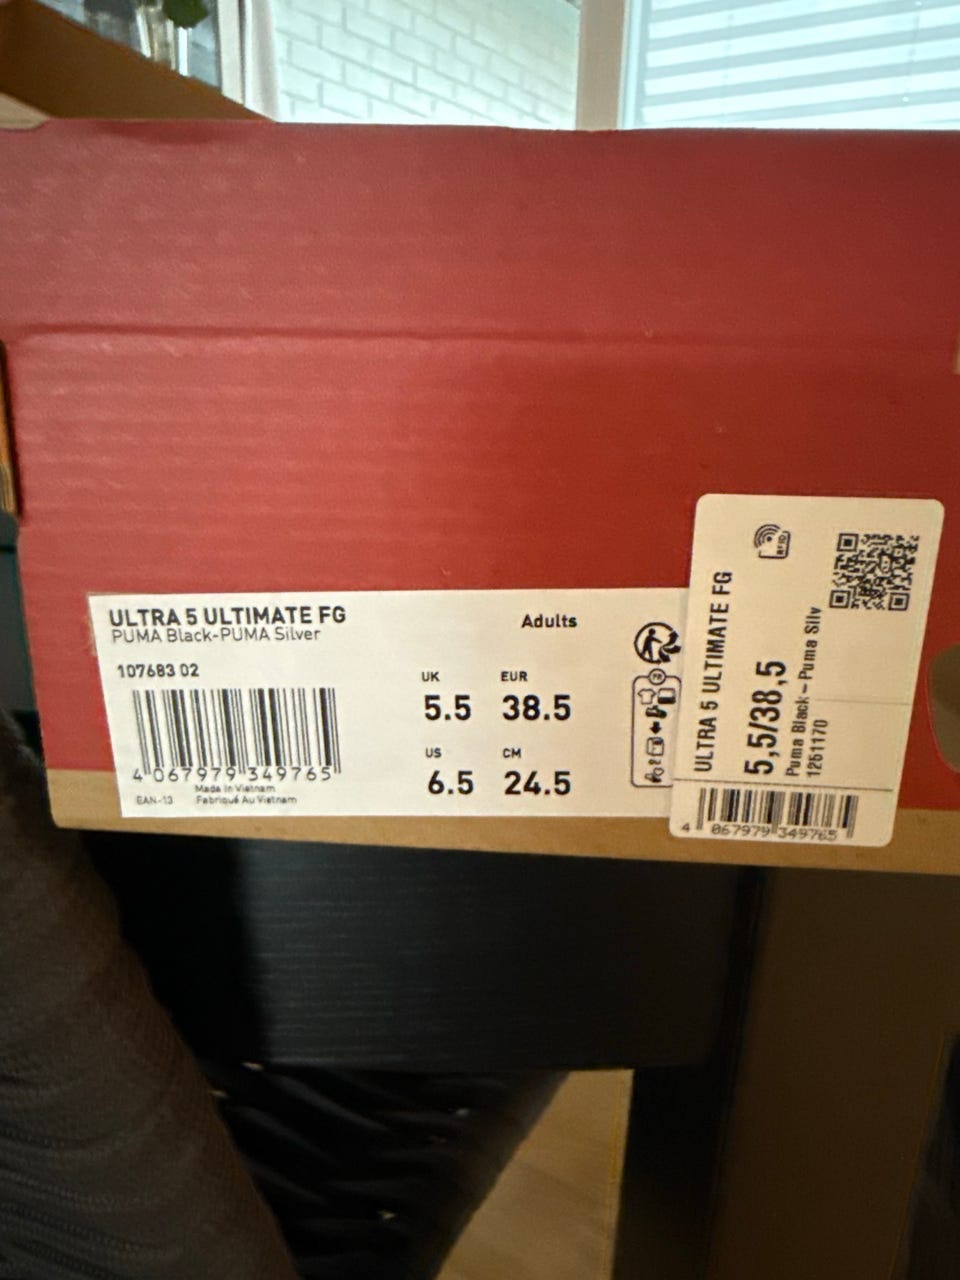 ULTRA 5 ULTIMATE FG
PUMA Black-PUMA Silver
Adults
107683 02
UK EUR
5.5 38.5
US CM
6.5 24.5
4 067979 349765
Made In Vietnam
EAN-13 Fabriqué Au Vietnam
RFID
ULTRA 5 ULTIMATE FG
5,5/38,5
Puma Black – Puma Silv
1251170
4 067979 349765